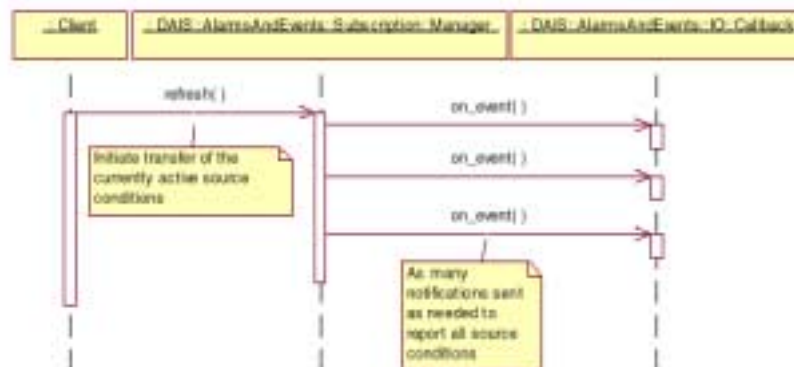 : Client
: DAIS::AlarmsAndEvents::Subscription::Manager
: DAIS::AlarmsAndEvents::IO::Callback
refresh( )
on_event( )
Initiate transfer of the
currently active source
conditions
on_event( )
on_event( )
As many
notifications sent
as needed to
report all source
conditions